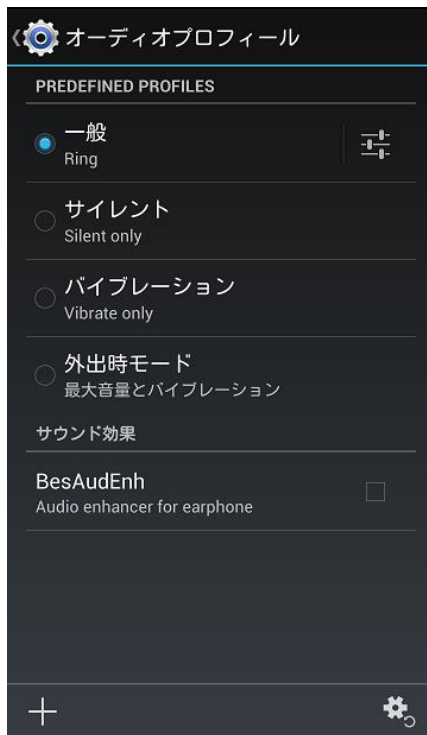 オーディオプロフィール
PREDEFINED PROFILES
一般
Ring
サイレント
Silent only
バイブレーション
Vibrate only
外出時モード
最大音量とバイブレーション
サウンド効果
BesAudEnh
Audio enhancer for earphone